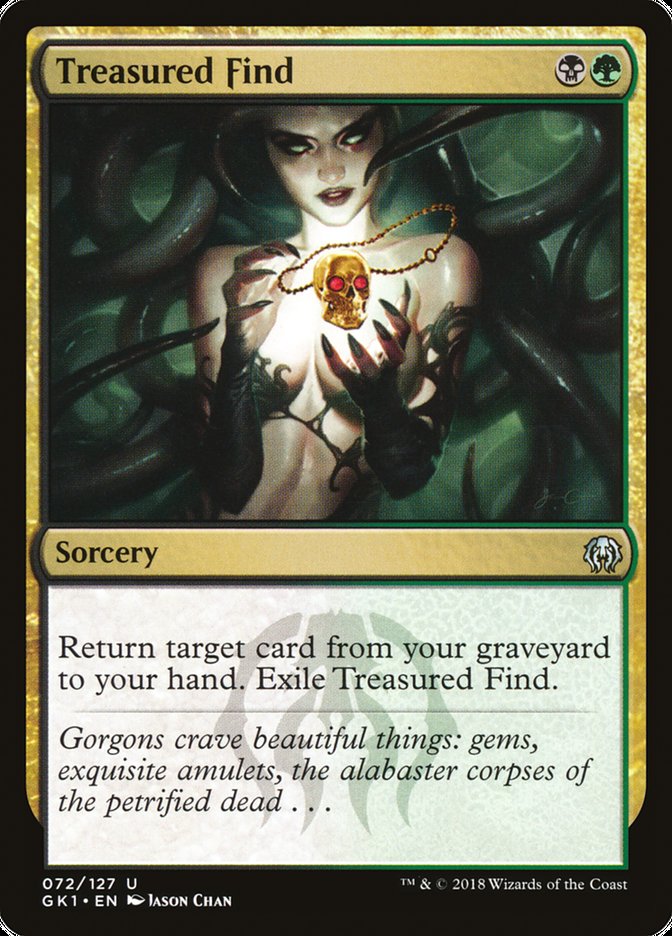 Treasured Find
Sorcery
Return target card from your graveyard
to your hand. Exile Treasured Find.
Gorgons crave beautiful things: gems,
exquisite amulets, the alabaster corpses of
the petrified dead . . .
072/127 U
GK1 • EN Jason Chan
™ & © 2018 Wizards of the Coast